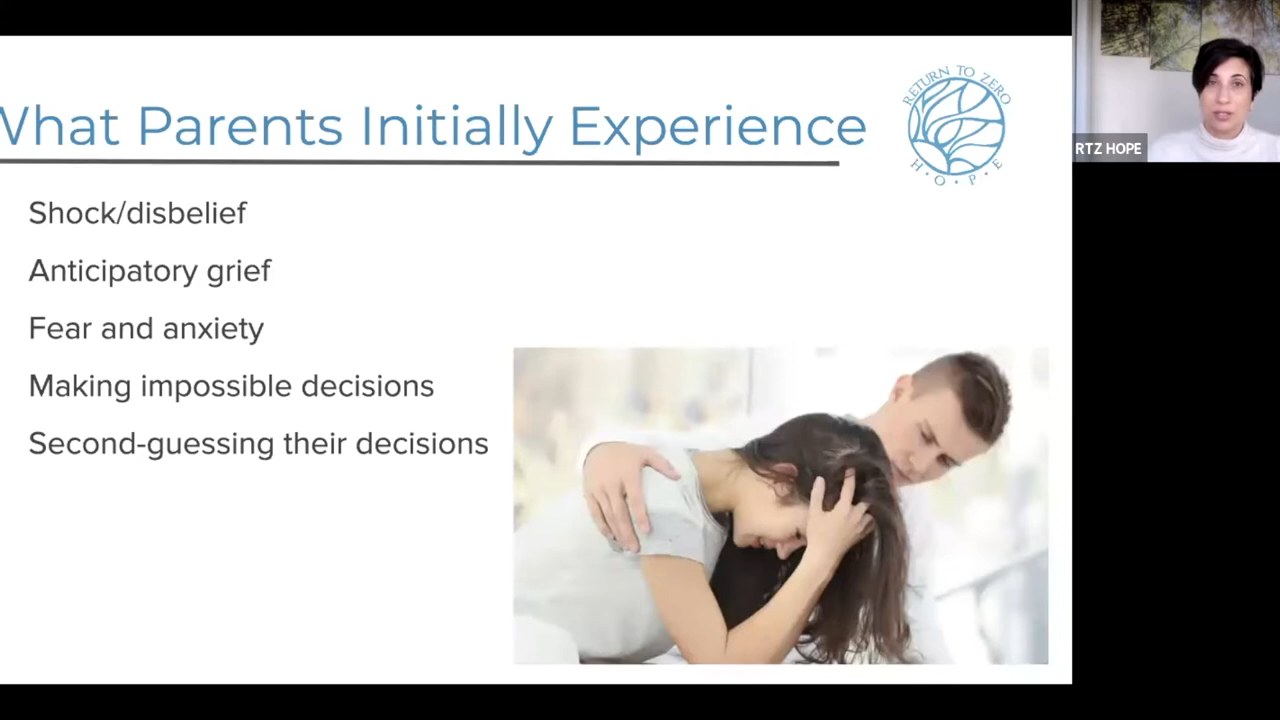 What Parents Initially Experience
RETURN TO ZERO
H·O·P·E
RTZ HOPE
Shock/disbelief
Anticipatory grief
Fear and anxiety
Making impossible decisions
Second-guessing their decisions